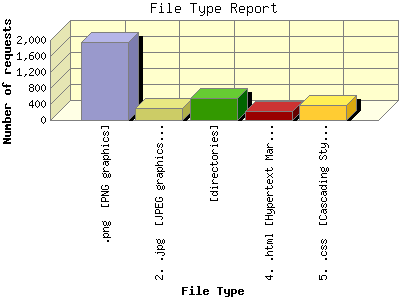 File Type Report
Number of requests
2,000
1,600
1,200
800
400
0
.png [PNG graphics]
2. .jpg [JPEG graphics...
[directories]
4. .html [Hypertext Mar...
5. .css [Cascading Sty...
File Type